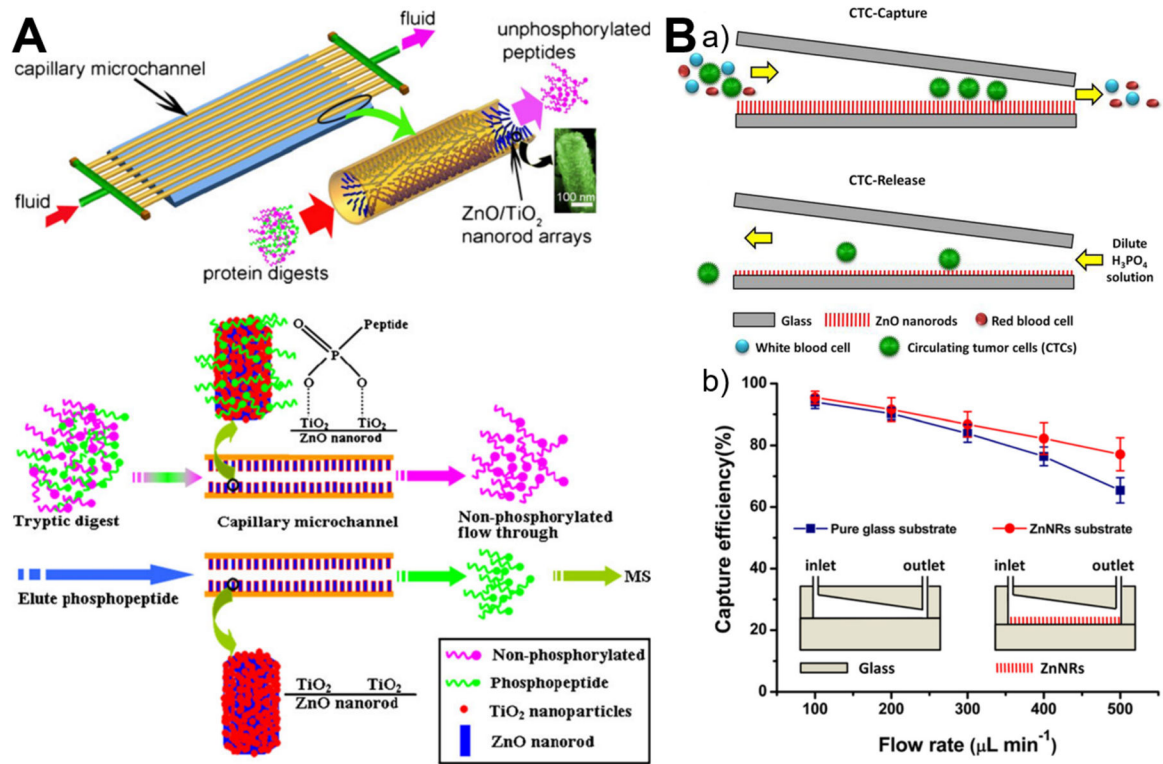 A
fluid
capillary microchannel
fluid
unphosphorylated
peptides
100 nm
ZnO/TiO2
nanorod arrays
protein digests
O
Peptide
P
O O
TiO2 TiO2
ZnO nanorod
Tryptic digest
Capillary microchannel
Non-phosphorylated
flow through
Elute phosphopeptide
MS
TiO2 TiO2
ZnO nanorod
Non-phosphorylated
Phosphopeptide
TiO2 nanoparticles
ZnO nanorod
B a)
CTC-Capture
CTC-Release
Dilute
H3PO4
solution
Glass ZnO nanorods Red blood cell
White blood cell Circulating tumor cells (CTCs)
b)
Capture efficiency(%)
100
80
60
40
20
0
Pure glass substrate ZnNRs substrate
inlet outlet inlet outlet
Glass ZnNRs
100 200 300 400 500
Flow rate (μL min⁻¹)